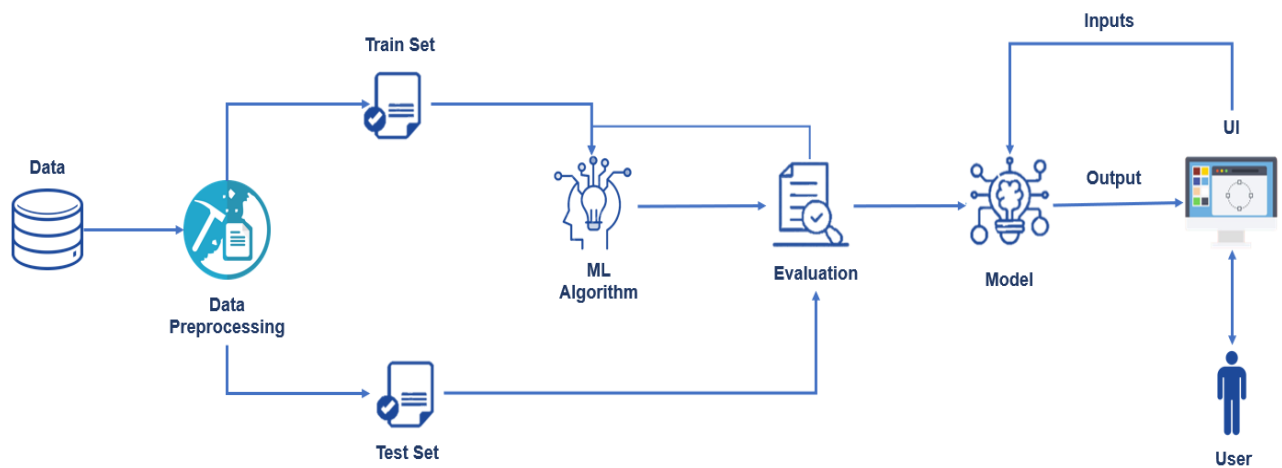 Inputs
Train Set
UI
Data
Output
ML
Algorithm
Evaluation
Model
Data
Preprocessing
Test Set
User